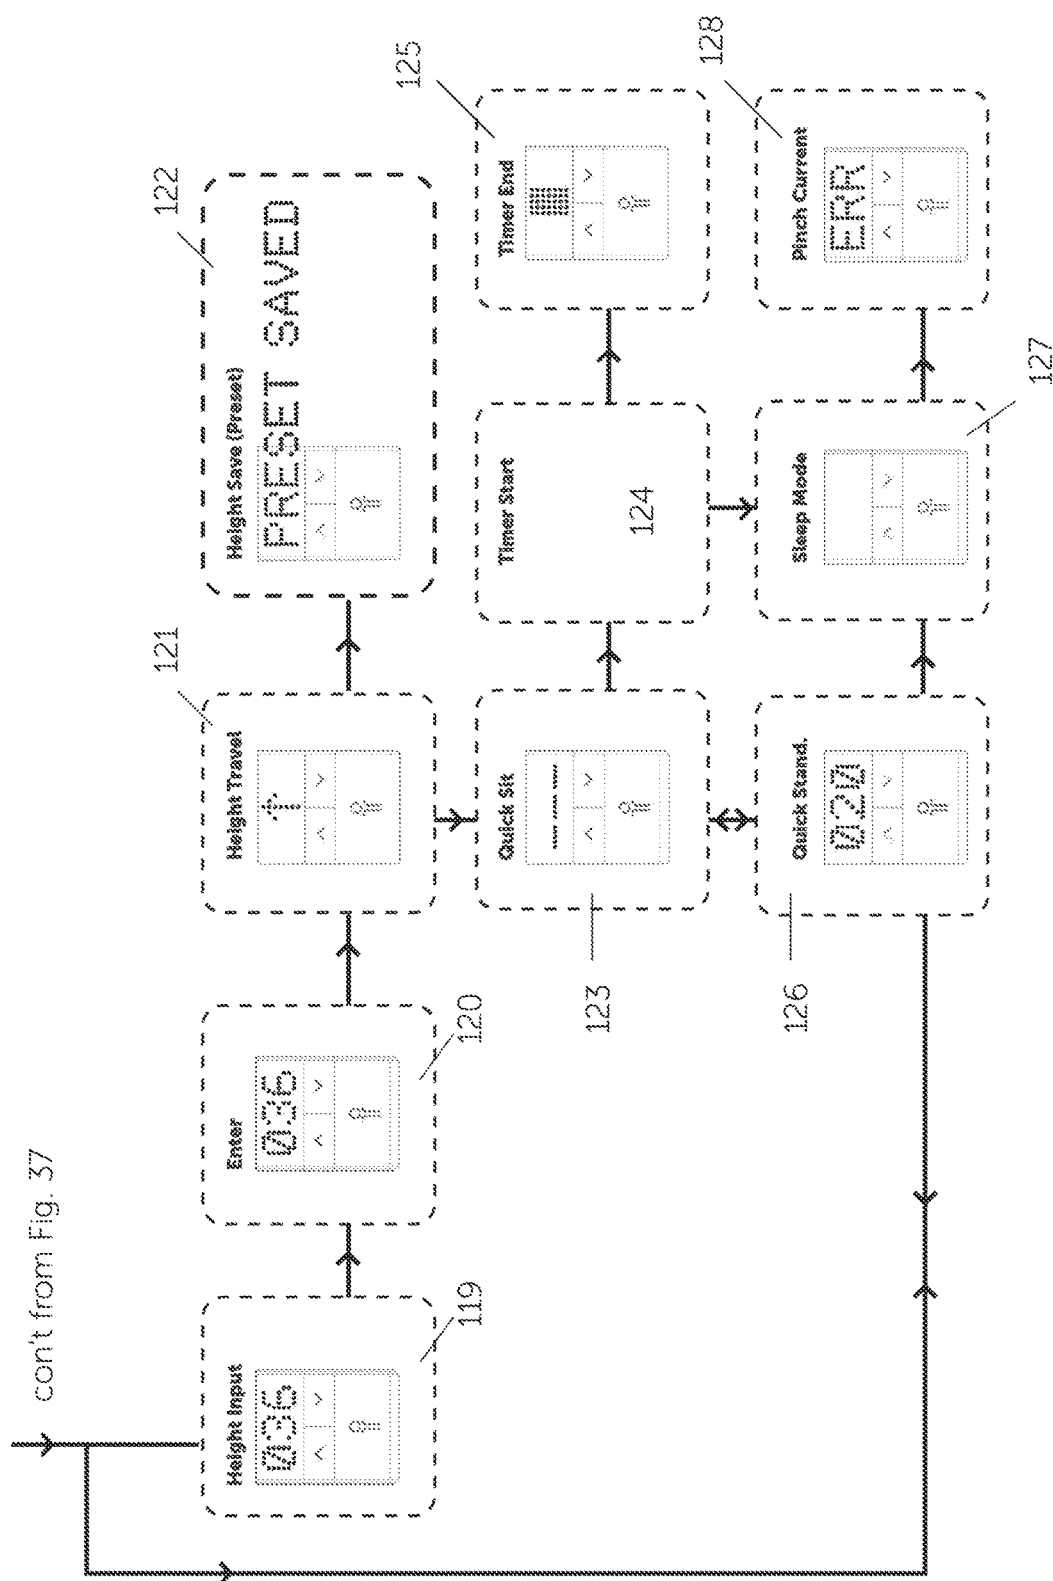 con't from Fig. 37
Height Input
036
119
Enter
036
120
Height Travel
121
Height Save (Preset)
PRESET SAVED
122
Quick Sit
123
Timer Start
124
Timer End
125
Quick Stand.
020
126
Sleep Mode
127
Pinch Current
ERR
128